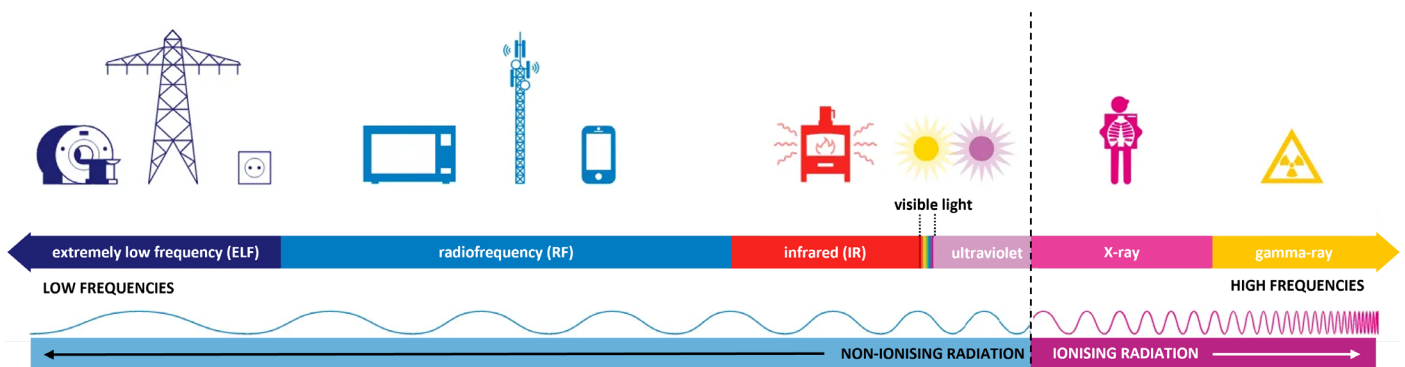 visible light
extremely low frequency (ELF)
radiofrequency (RF)
infrared (IR)
ultraviolet
X-ray
gamma-ray
LOW FREQUENCIES
HIGH FREQUENCIES
NON-IONISING RADIATION
IONISING RADIATION